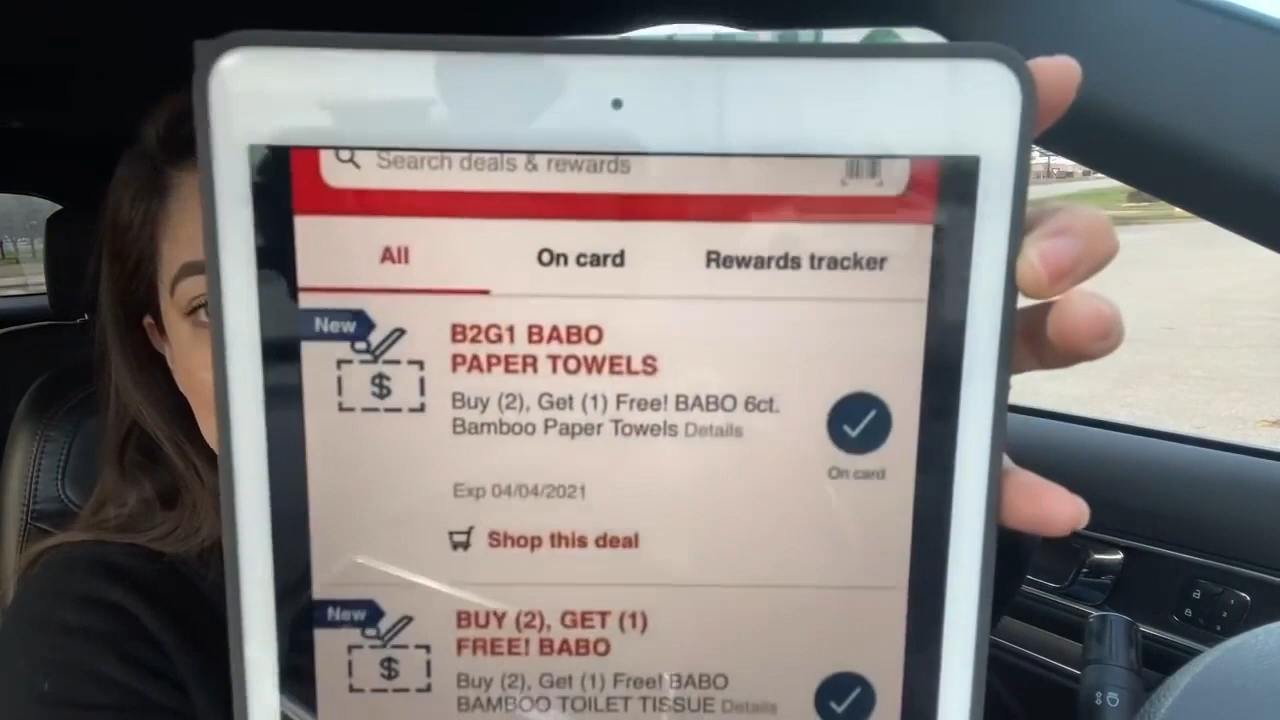 Search deals & rewards
All
On card
Rewards tracker
New
B2G1 BABO
PAPER TOWELS
$
Buy (2), Get (1) Free! BABO 6ct.
Bamboo Paper Towels Details
On card
Exp 04/04/2021
Shop this deal
New
BUY (2), GET (1)
FREE! BABO
$
Buy (2), Get (1) Free! BABO
BAMBOO TOILET TISSUE Details